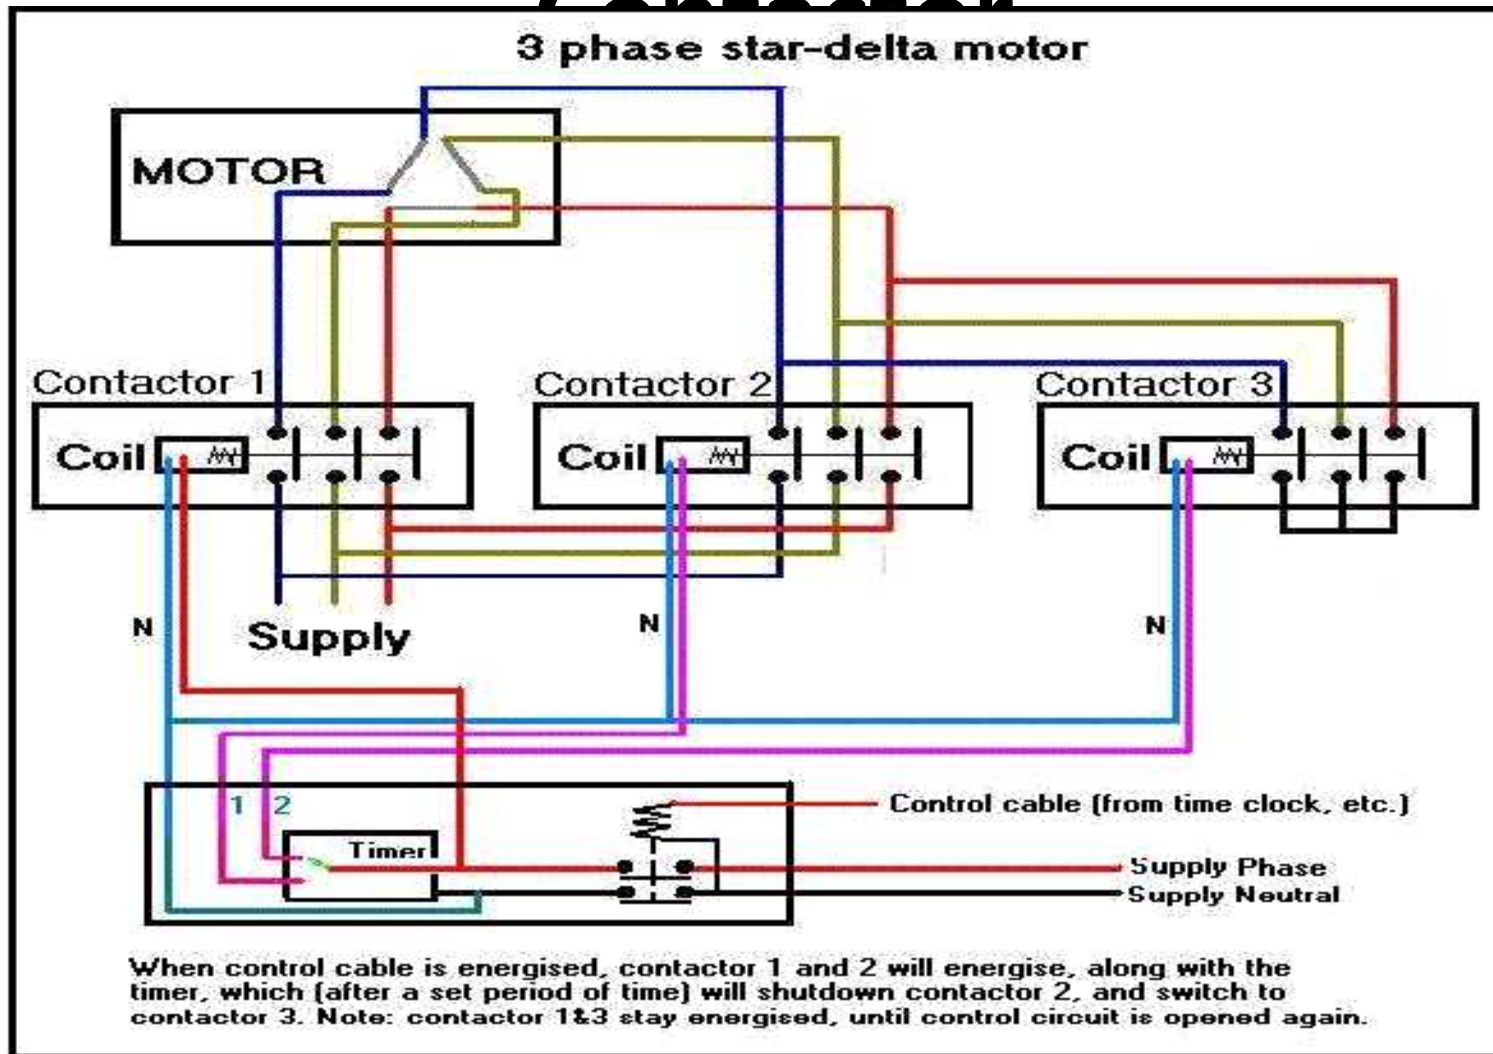 3 phase star-delta motor
MOTOR
Contactor 1
Contactor 2
Contactor 3
Coil
Coil
Coil
N
Supply
N
N
1 2
Timer
Control cable (from time clock, etc.)
Supply Phase
Supply Neutral
When control cable is energised, contactor 1 and 2 will energise, along with the
timer, which (after a set period of time) will shutdown contactor 2, and switch to
contactor 3. Note: contactor 1&3 stay energised, until control circuit is opened again.